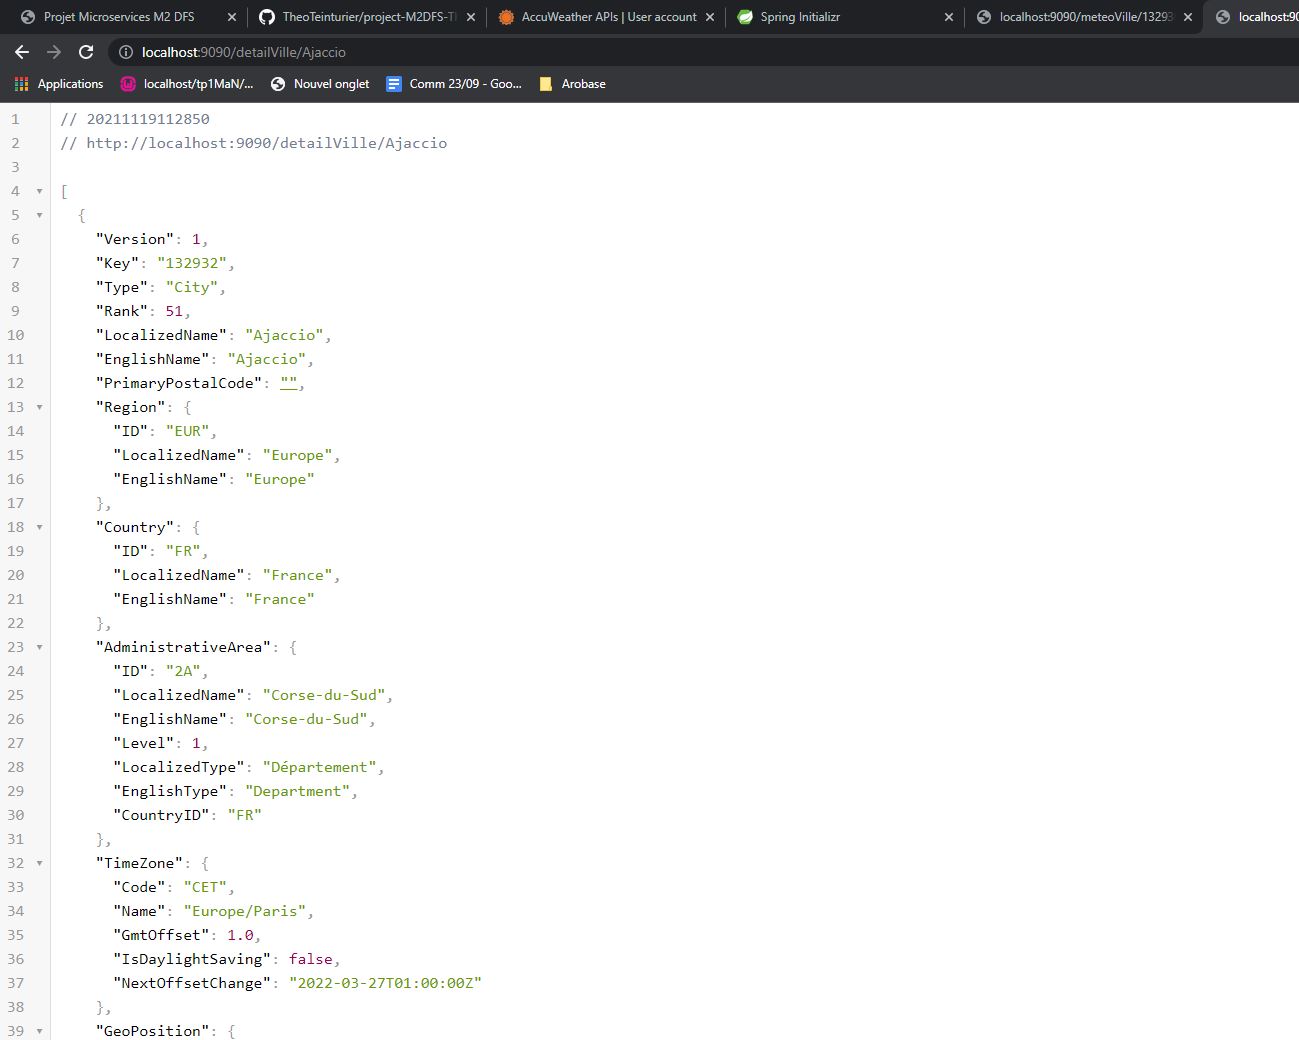 Projet Microservices M2 DFS
TheoTeinturier/project-M2DFS-T
AccuWeather APIs | User account
Spring Initializr
localhost:9090/meteoVille/1329
localhost:90
localhost:9090/detailVille/Ajaccio
Applications
localhost/tp1MaN/...
Nouvel onglet
Comm 23/09 - Goo...
Arobase
1 // 20211119112850
2 // http://localhost:9090/detailVille/Ajaccio
3
4 [
5 {
6 "Version": 1,
7 "Key": "132932",
8 "Type": "City",
9 "Rank": 51,
10 "LocalizedName": "Ajaccio",
11 "EnglishName": "Ajaccio",
12 "PrimaryPostalCode": "",
13 "Region": {
14 "ID": "EUR",
15 "LocalizedName": "Europe",
16 "EnglishName": "Europe"
17 },
18 "Country": {
19 "ID": "FR",
20 "LocalizedName": "France",
21 "EnglishName": "France"
22 },
23 "AdministrativeArea": {
24 "ID": "2A",
25 "LocalizedName": "Corse-du-Sud",
26 "EnglishName": "Corse-du-Sud",
27 "Level": 1,
28 "LocalizedType": "Département",
29 "EnglishType": "Department",
30 "CountryID": "FR"
31 },
32 "TimeZone": {
33 "Code": "CET",
34 "Name": "Europe/Paris",
35 "GmtOffset": 1.0,
36 "IsDaylightSaving": false,
37 "NextOffsetChange": "2022-03-27T01:00:00Z"
38 },
39 "GeoPosition": {